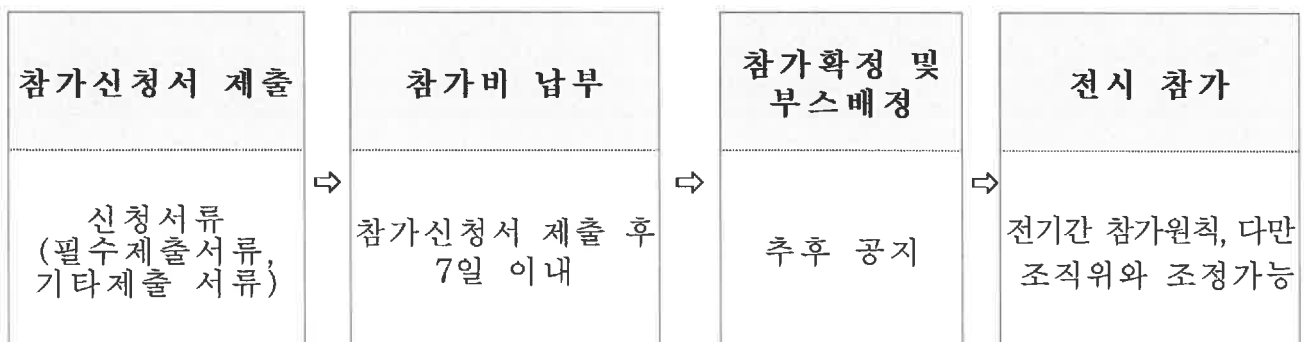 참가신청서 제출
신청서류
(필수제출서류,
기타제출 서류)
⇨
참가비 납부
참가신청서 제출 후
7일 이내
⇨
참가확정 및
부스배정
추후 공지
⇨
전시 참가
전기간 참가원칙, 다만
조직위와 조정가능